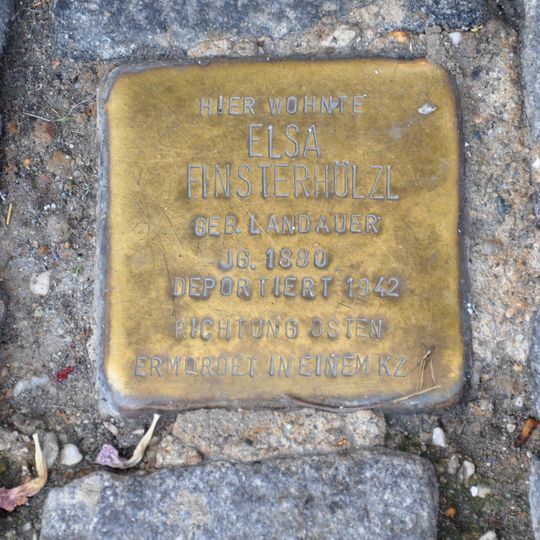 HIER WOHNTE
ELSA
FINSTERHÖLZL
GEB. LANDAUER
JG. 1880
DEPORTIERT 1942
RICHTUNG OSTEN
ERMORDET IN EINEM KZ